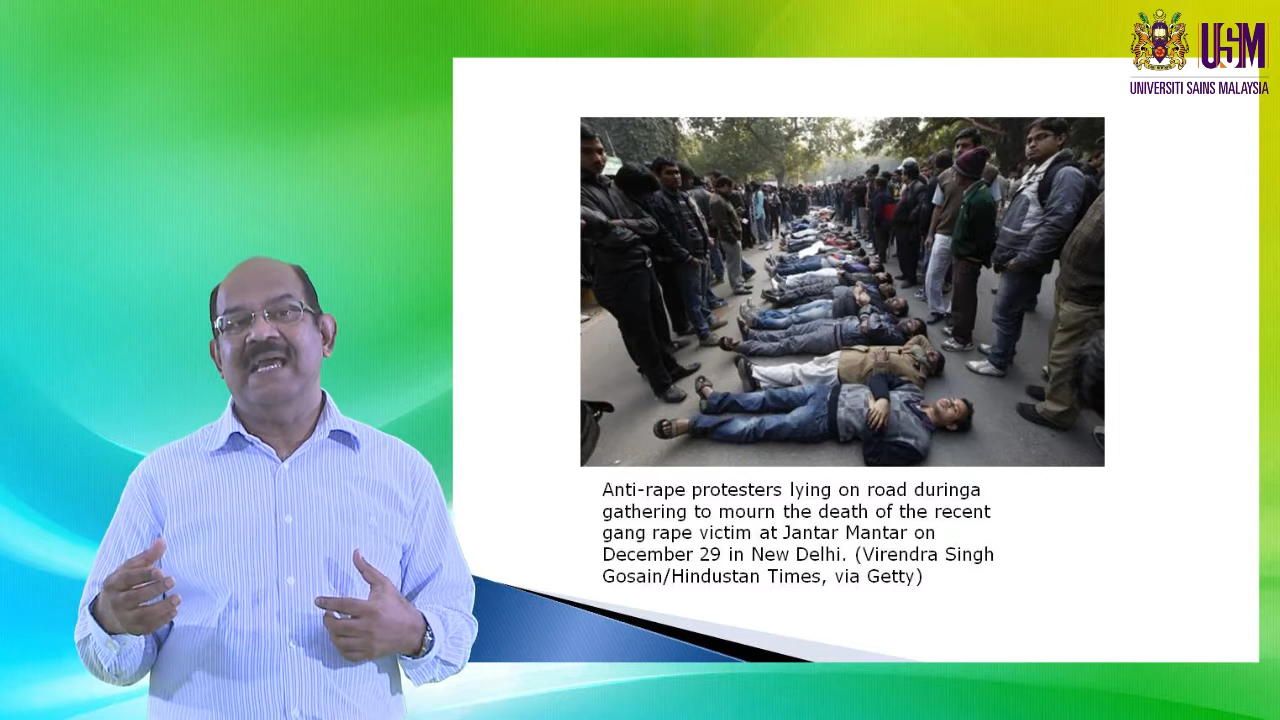 USM
UNIVERSITI SAINS MALAYSIA
Anti-rape protesters lying on road duringa
gathering to mourn the death of the recent
gang rape victim at Jantar Mantar on
December 29 in New Delhi. (Virendra Singh
Gosain/Hindustan Times, via Getty)